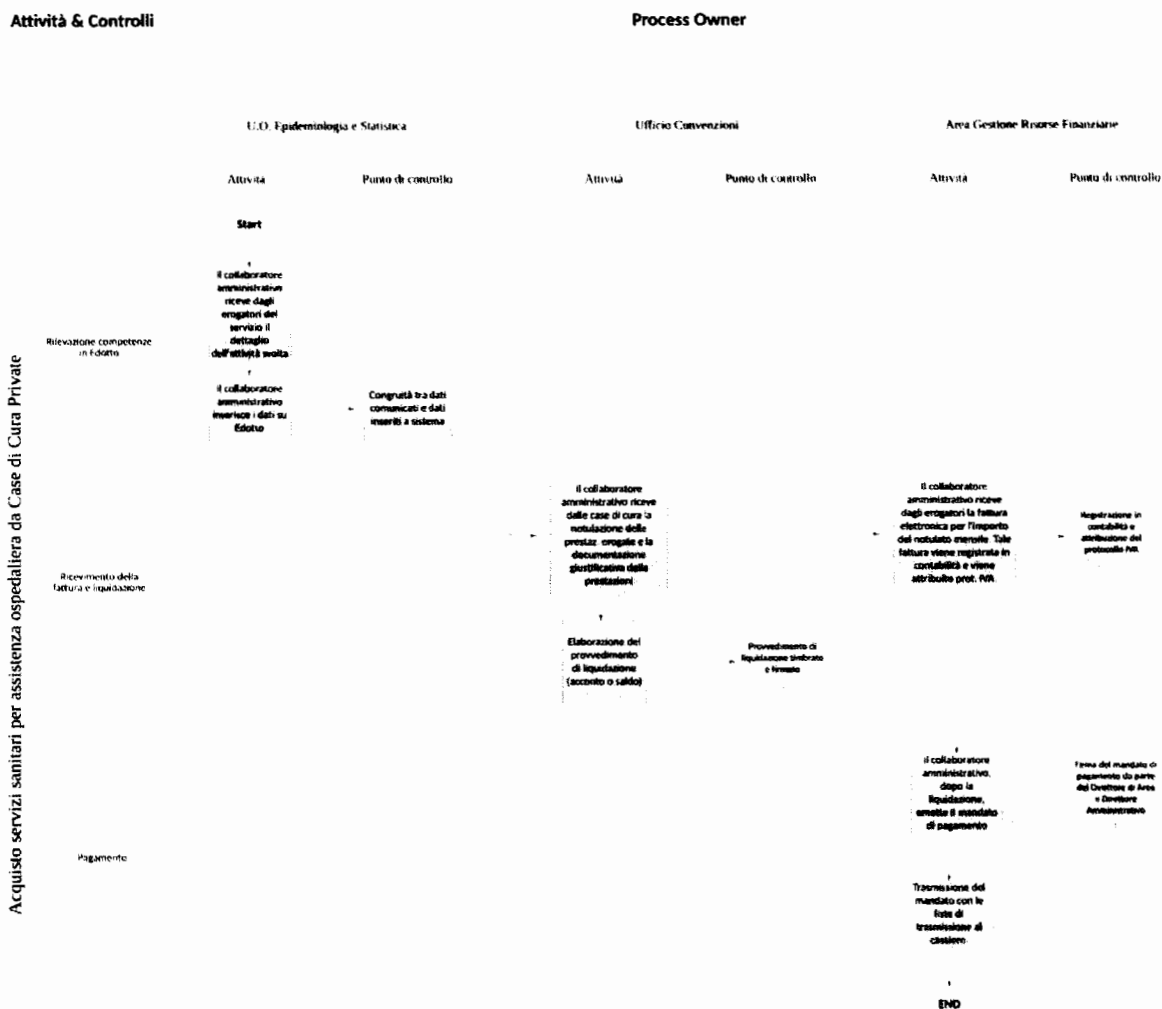 Attività & Controlli
Process Owner
U.O. Epidemiologia e Statistica
Ufficio Convenzioni
Area Gestione Risorse Finanziarie
Attività
Punto di controllo
Attività
Punto di controllo
Attività
Punto di controllo
Start
Acquisto servizi sanitari per assistenza ospedaliera da Case di Cura Private
Rilevazione competenze
in Edotto
il collaboratore
amministrativo
riceve dagli
erogatori del
servizio il
dettaglio
dell'attività svolta
il collaboratore
amministrativo
inserisce i dati su
Edotto
Congruità tra dati
comunicati e dati
inseriti a sistema
Ricevimento della
fattura e liquidazione
il collaboratore
amministrativo riceve
dalle case di cura la
notulazione delle
prestaz. erogate e la
documentazione
giustificativa delle
prestazioni
il collaboratore
amministrativo riceve
dagli erogatori la fattura
elettronica per l'importo
del notulato mensile. Tale
fattura viene registrata in
contabilità e viene
attribuito prot. IVA
Registrazione in
contabilità e
attribuzione del
protocollo IVA
Elaborazione del
provvedimento
di liquidazione
(acconto o saldo)
Provvedimento di
liquidazione timbrato
e firmato
Pagamento
il collaboratore
amministrativo,
dopo la
liquidazione,
emette il mandato
di pagamento
Firma del mandato di
pagamento da parte
del Direttore di Area
e Direttore
Amministrativo
Trasmissione del
mandato con le
liste di
trasmissione al
cassiere
END